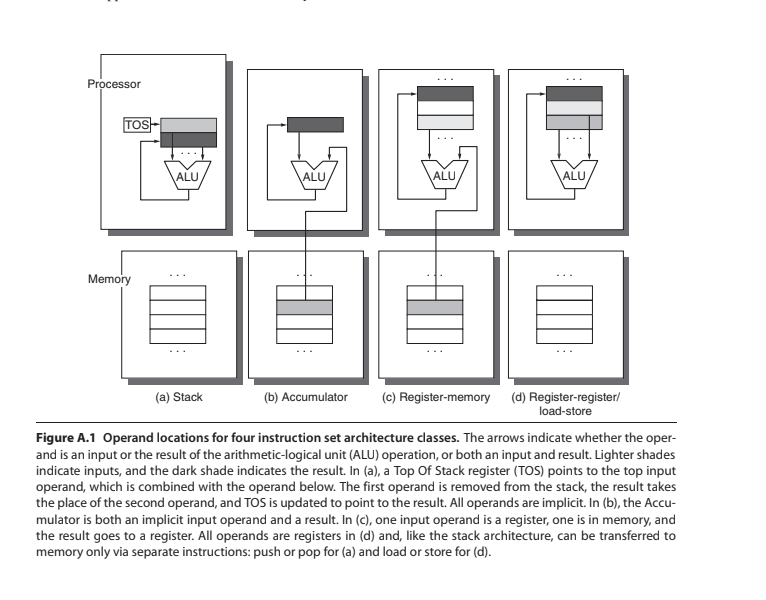 Processor
TOS
. . .
ALU
ALU
. . .
. . .
ALU
. . .
. . .
ALU
Memory
. . .
. . .
. . .
. . .
. . .
. . .
. . .
. . .
(a) Stack
(b) Accumulator
(c) Register-memory
(d) Register-register/
load-store
Figure A.1 Operand locations for four instruction set architecture classes. The arrows indicate whether the oper-
and is an input or the result of the arithmetic-logical unit (ALU) operation, or both an input and result. Lighter shades
indicate inputs, and the dark shade indicates the result. In (a), a Top Of Stack register (TOS) points to the top input
operand, which is combined with the operand below. The first operand is removed from the stack, the result takes
the place of the second operand, and TOS is updated to point to the result. All operands are implicit. In (b), the Accu-
mulator is both an implicit input operand and a result. In (c), one input operand is a register, one is in memory, and
the result goes to a register. All operands are registers in (d) and, like the stack architecture, can be transferred to
memory only via separate instructions: push or pop for (a) and load or store for (d).